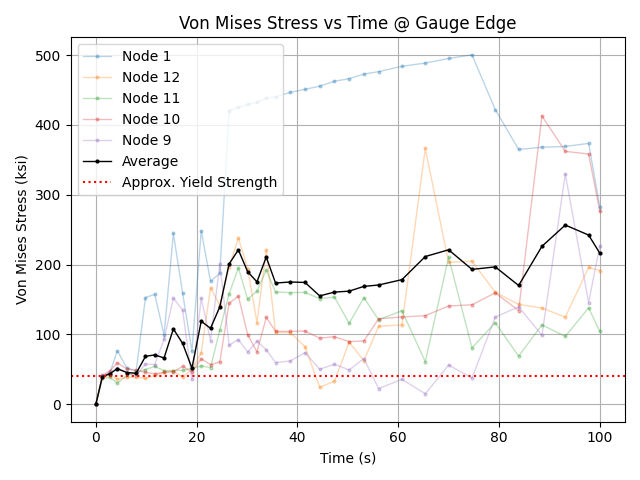 Von Mises Stress vs Time @ Gauge Edge
Von Mises Stress (ksi)
500
400
300
200
100
0
Node 1
Node 12
Node 11
Node 10
Node 9
Average
Approx. Yield Strength
0 20 40 60 80 100
Time (s)